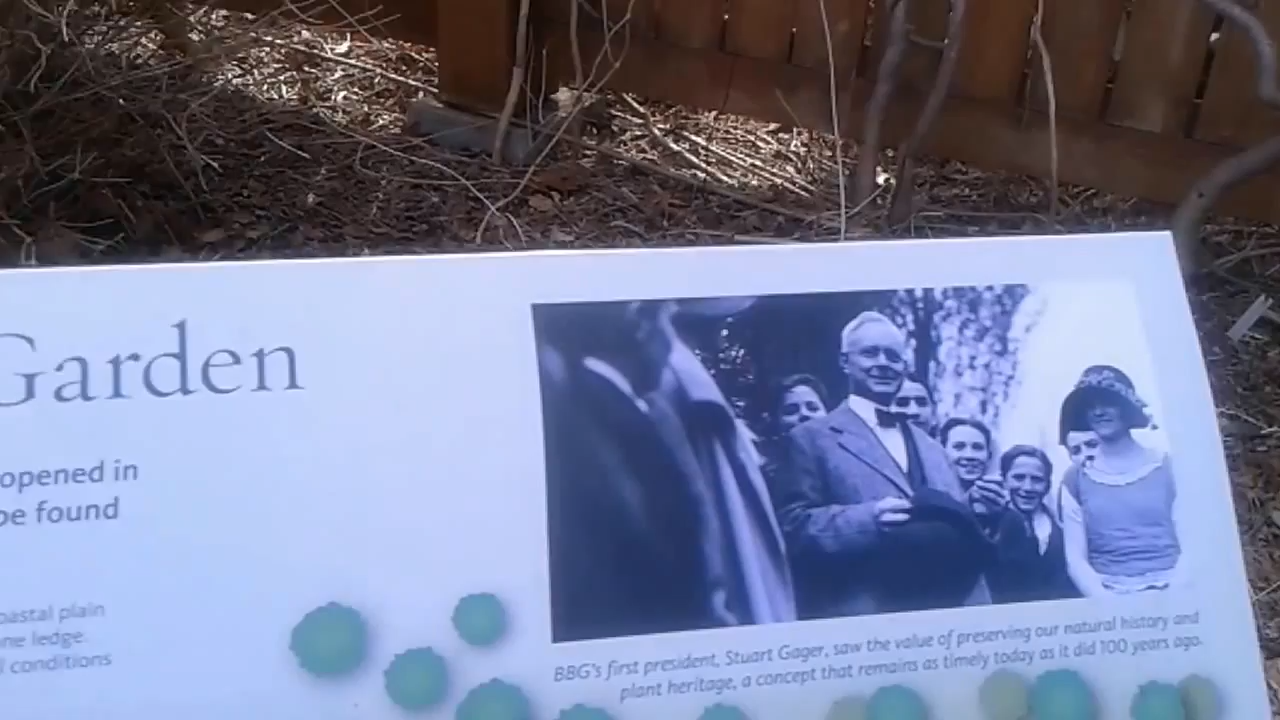 Garden
opened in
be found
oastal plain
ne ledge.
l conditions
BBG's first president, Stuart Gager, saw the value of preserving our natural history and
plant heritage, a concept that remains as timely today as it did 100 years ago.